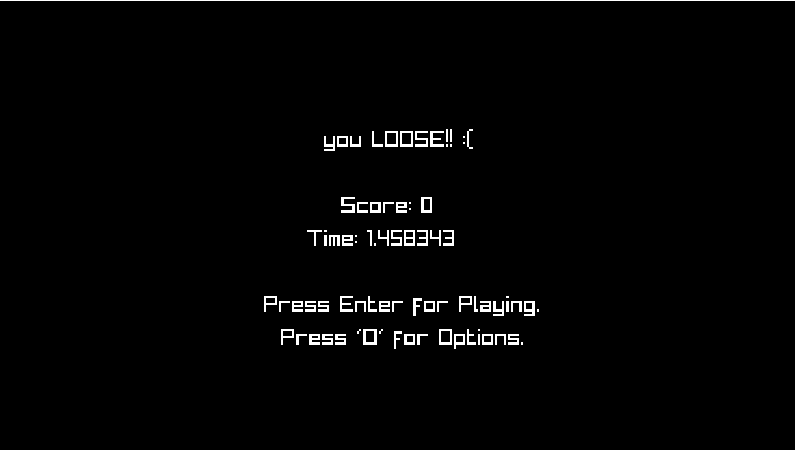 you LOOSE!! :(
Score: 0
Time: 1.458343
Press Enter for Playing.
Press 'O' for Options.